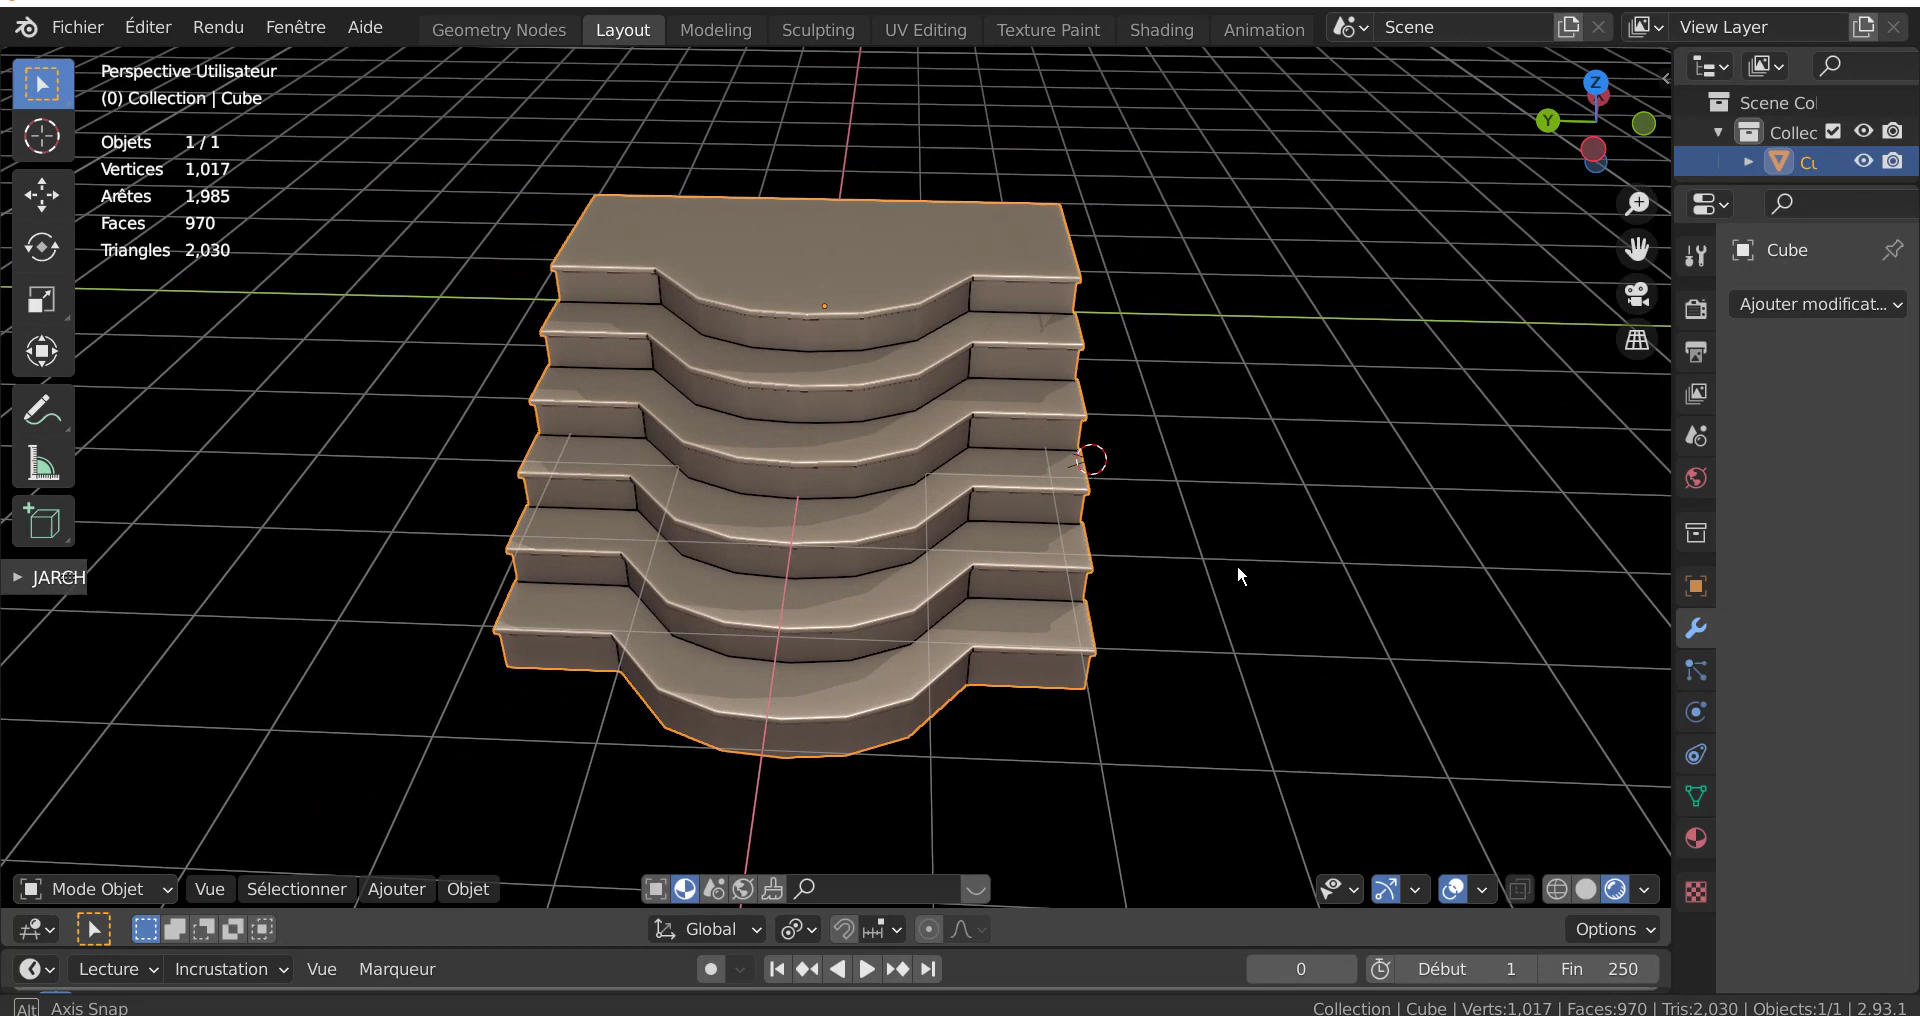 Fichier Éditer Rendu Fenêtre Aide Geometry Nodes Layout Modeling Sculpting UV Editing Texture Paint Shading Animation Scene View Layer
Perspective Utilisateur
(0) Collection | Cube
Objets 1 / 1
Vertices 1,017
Arêtes 1,985
Faces 970
Triangles 2,030
Z
Y
Scene Col
Collec
Cu
Cube
Ajouter modificat...
JARCH
Mode Objet Vue Sélectionner Ajouter Objet
Global Options
Lecture Incrustation Vue Marqueur 0 Début 1 Fin 250
Alt Axis Snap Collection | Cube | Verts:1,017 | Faces:970 | Tris:2,030 | Objects:1/1 | 2.93.1